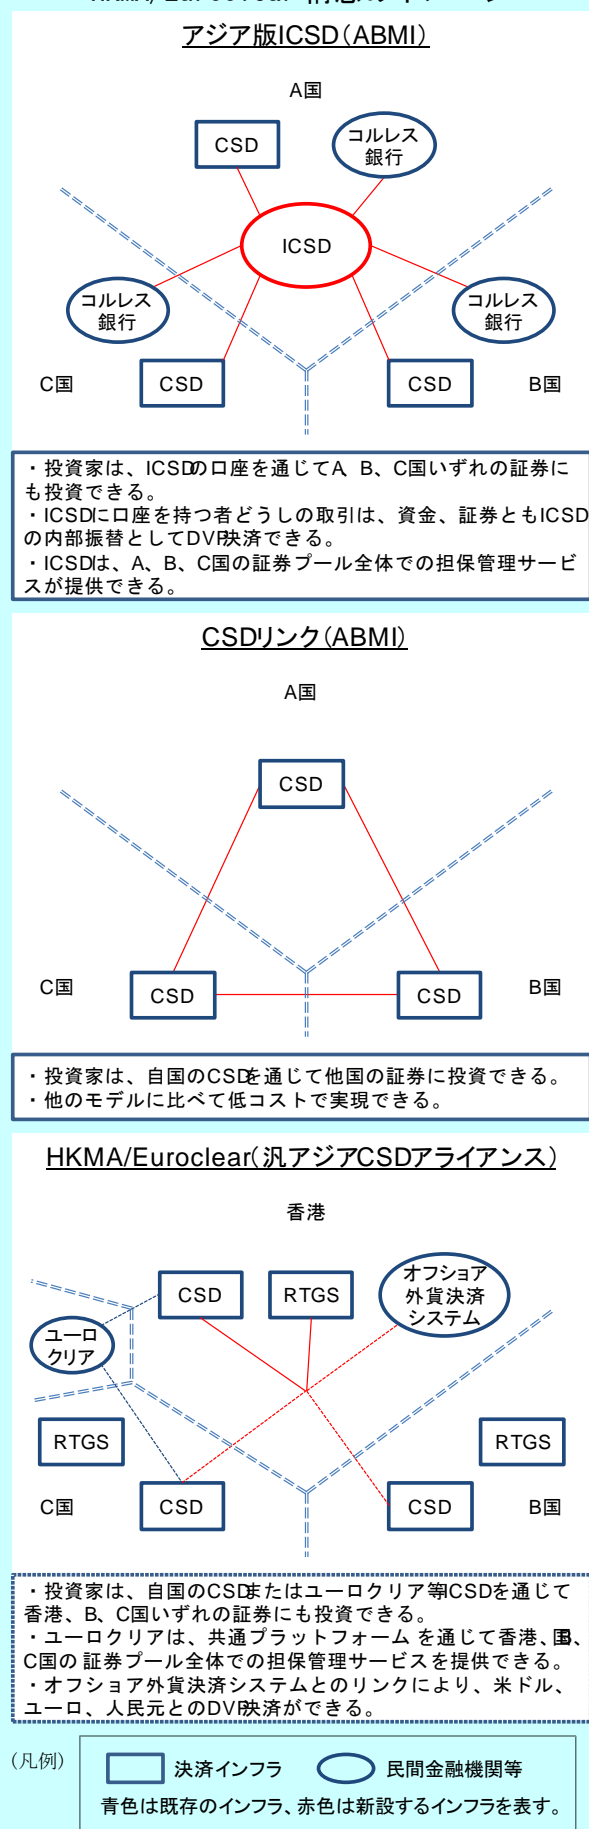 アジア版ICSD(ABMI)
A国
CSD
コルレス
銀行
ICSD
コルレス
銀行
コルレス
銀行
C国
CSD
CSD
B国
・投資家は、ICSDの口座を通じてA、B、C国いずれの証券に
も投資できる。
・ICSDに口座を持つ者どうしの取引は、資金、証券ともICSD
の内部振替としてDVP決済できる。
・ICSDは、A、B、C国の証券プール全体での担保管理サービ
スが提供できる。
CSDリンク(ABMI)
A国
CSD
C国
CSD
CSD
B国
・投資家は、自国のCSDを通じて他国の証券に投資できる。
・他のモデルに比べて低コストで実現できる。
HKMA/Euroclear(汎アジアCSDアライアンス)
香港
CSD
RTGS
オフショア
外貨決済
システム
ユーロ
クリア
RTGS
RTGS
C国
CSD
CSD
B国
・投資家は、自国のCSDまたはユーロクリア等ICSDを通じて
香港、B、C国いずれの証券にも投資できる。
・ユーロクリアは、共通プラットフォーム を通じて香港、B、
C国の 証券プール全体での担保管理サービスを提供できる。
・オフショア外貨決済システムとのリンクにより、米ドル、
ユーロ、人民元とのDVP決済ができる。
(凡例)
決済インフラ
民間金融機関等
青色は既存のインフラ、赤色は新設するインフラを表す。